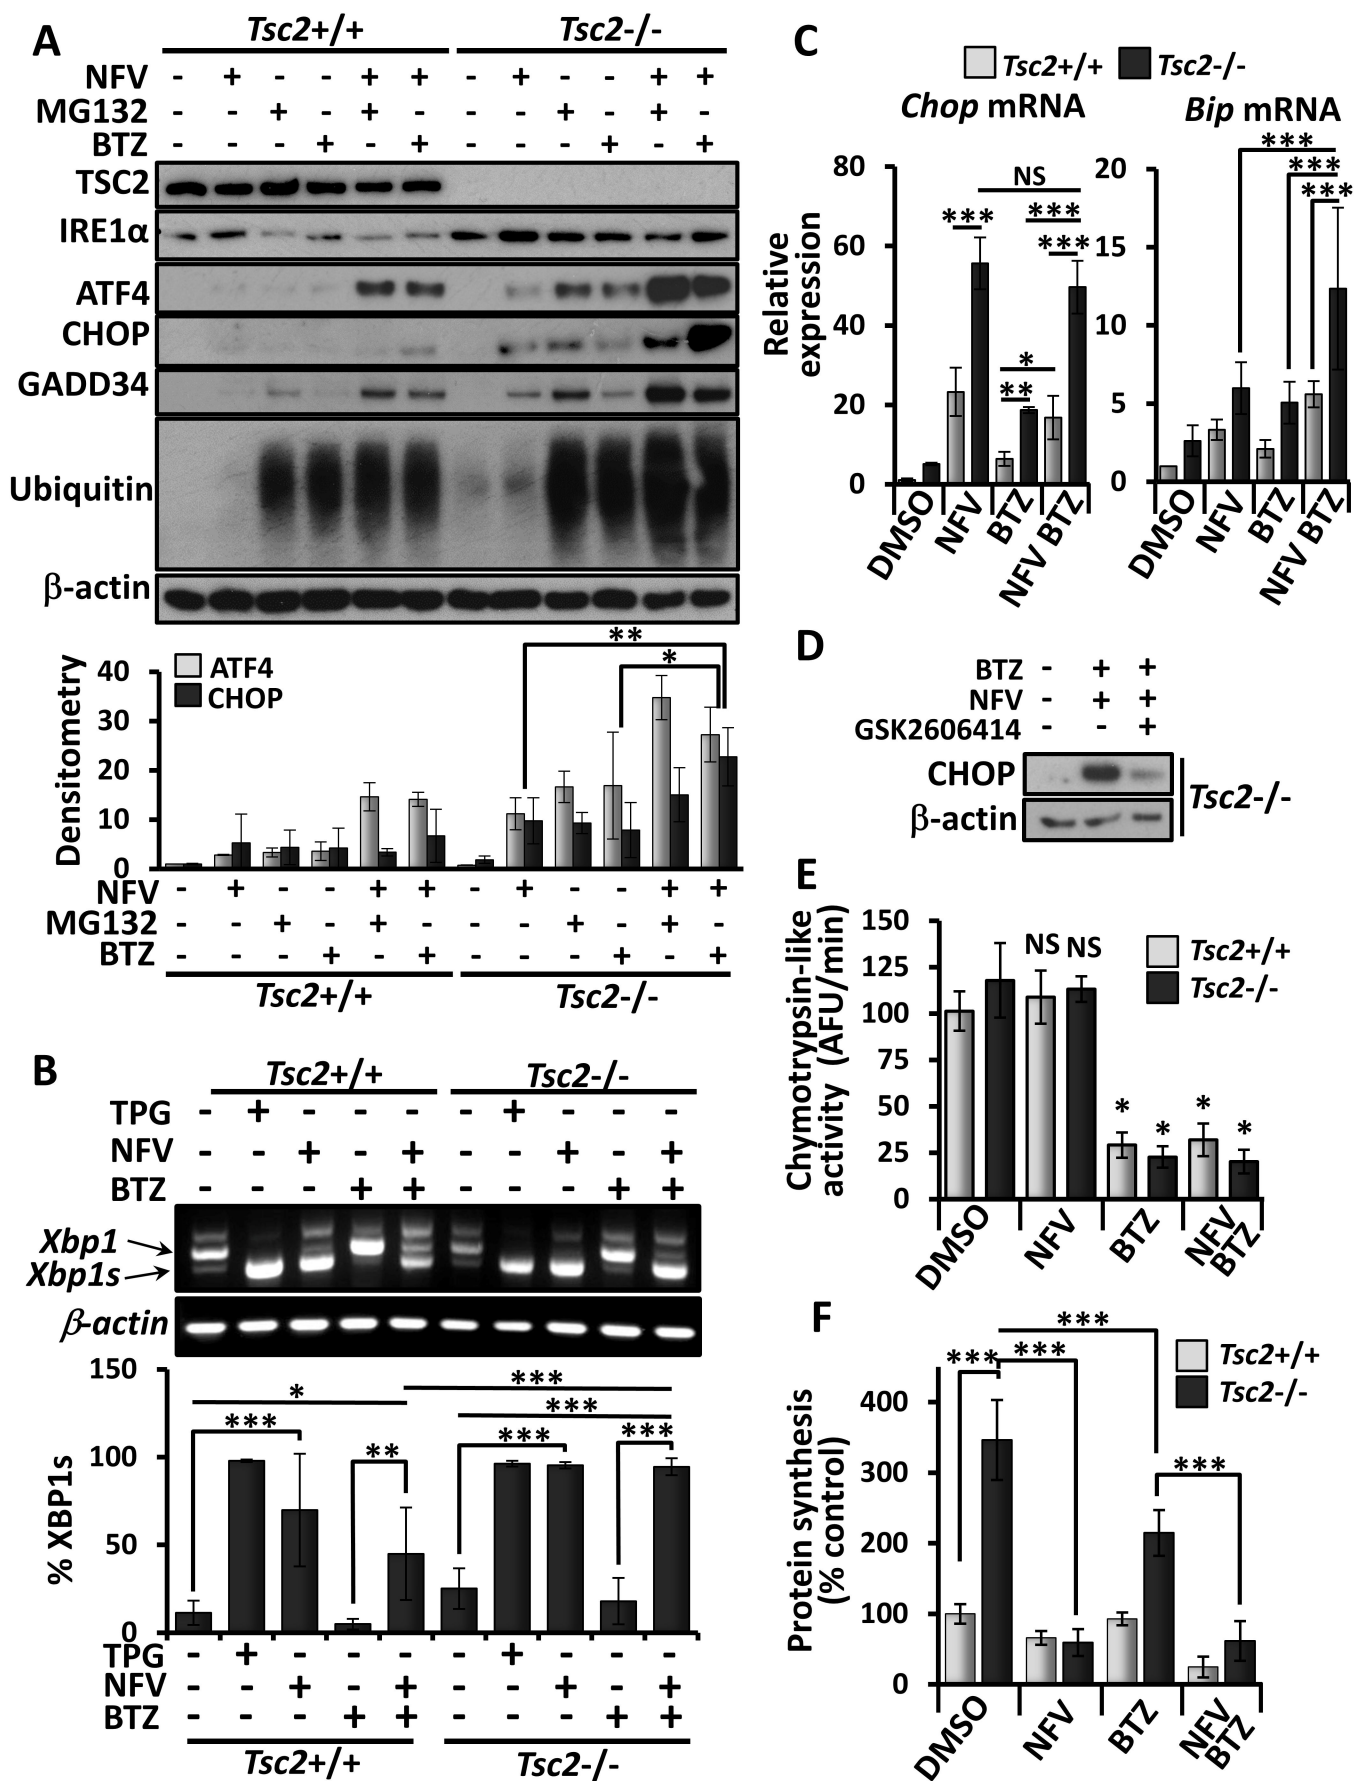 A
Tsc2+/+ Tsc2-/-
NFV - + - - + + - + - - + +
MG132 - - + - + - - - + - + -
BTZ - - - + - + - - - + - +
TSC2
IRE1α
ATF4
CHOP
GADD34
Ubiquitin
β-actin
** 
*
Densitometry
ATF4
CHOP
40
30
20
10
0
NFV - + - - + + - + - - + +
MG132 - - + - + - - - + - + -
BTZ - - - + - + - - - + - +
Tsc2+/+ Tsc2-/-
B
Tsc2+/+ Tsc2-/-
TPG - + - - - - + - - -
NFV - - + - + - - + - +
BTZ - - - + + - - - + +
Xbp1
Xbp1s
β-actin
% XBP1s
150
100
50
0
* *** ** *** *** *** ***
TPG - + - - - - + - - -
NFV - - + - + - - + - +
BTZ - - - + + - - - + +
Tsc2+/+ Tsc2-/-
C
Tsc2+/+ Tsc2-/-
Chop mRNA Bip mRNA
Relative
expression
80
60
40
20
0
*** NS *** *** * **
DMSO NFV BTZ NFV BTZ
20
15
10
5
0
***
***
***
DMSO NFV BTZ NFV BTZ
D
BTZ - + +
NFV - + +
GSK2606414 - - +
CHOP
β-actin
Tsc2-/-
E
Chymotrypsin-like
activity (AFU/min)
150
125
100
75
50
25
0
NS NS
* * * *
Tsc2+/+
Tsc2-/-
DMSO NFV BTZ NFV
BTZ
F
Protein synthesis
(% control)
400
300
200
100
0
***
*** ***
***
Tsc2+/+
Tsc2-/-
DMSO NFV BTZ NFV
BTZ